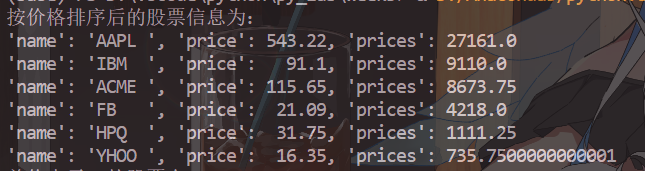 按价格排序后的股票信息为:
'name': 'AAPL ', 'price': 543.22, 'prices': 27161.0
'name': 'IBM  ', 'price':   91.1, 'prices': 9110.0
'name': 'ACME ', 'price': 115.65, 'prices': 8673.75
'name': 'FB   ', 'price':  21.09, 'prices': 4218.0
'name': 'HPQ  ', 'price':  31.75, 'prices': 1111.25
'name': 'YHOO ', 'price':  16.35, 'prices': 735.7500000000001